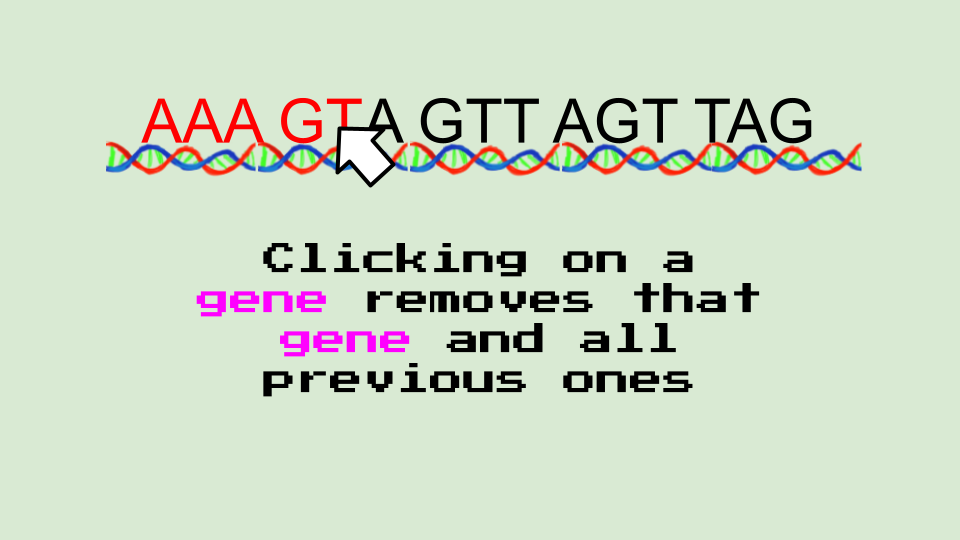 AAA GTA GTT AGT TAG
Clicking on a
gene removes that
gene and all
previous ones